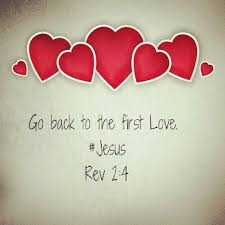 Go back to the first Love.
# Jesus
Rev 2:4